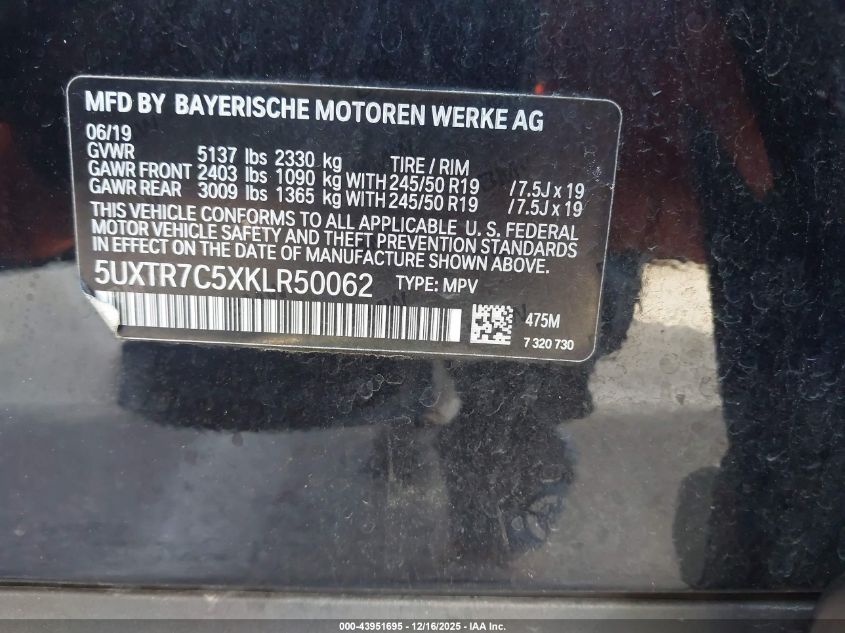 MFD BY BAYERISCHE MOTOREN WERKE AG
06/19
GVWR 5137 lbs 2330 kg TIRE / RIM
GAWR FRONT 2403 lbs 1090 kg WITH 245/50 R19 / 7.5J x 19
GAWR REAR 3009 lbs 1365 kg WITH 245/50 R19 / 7.5J x 19
THIS VEHICLE CONFORMS TO ALL APPLICABLE U. S. FEDERAL
MOTOR VEHICLE SAFETY AND THEFT PREVENTION STANDARDS
IN EFFECT ON THE DATE OF MANUFACTURE SHOWN ABOVE.
5UXTR7C5XKLR50062 TYPE: MPV
475M
7 320 730
000-43951695 - 12/16/2025 - IAA Inc.